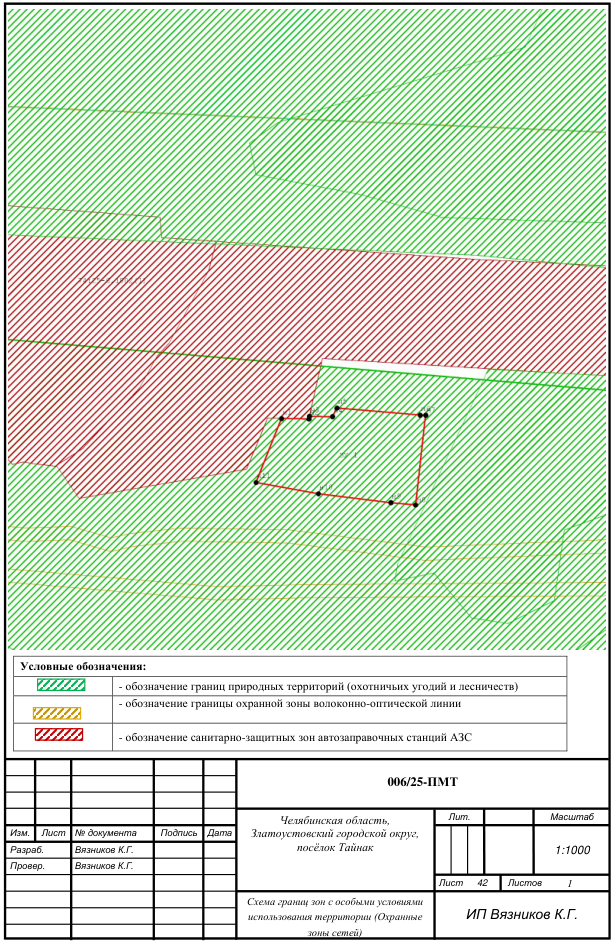 Условные обозначения:
- обозначение границ природных территорий (охотничьих угодий и лесничеств)
- обозначение границы охранной зоны волоконно-оптической линии
- обозначение санитарно-защитных зон автозаправочных станций АЗС
006/25-ПМТ
Изм. Лист № документа Подпись Дата
Разраб. Вязников К.Г.
Провер. Вязников К.Г.
Челябинская область,
Златоустовский городской округ,
посёлок Тайнак
Лит. Масштаб
1:1000
Лист 42 Листов 1
Схема границ зон с особыми условиями
использования территории (Охранные
зоны сетей)
ИП Вязников К.Г.